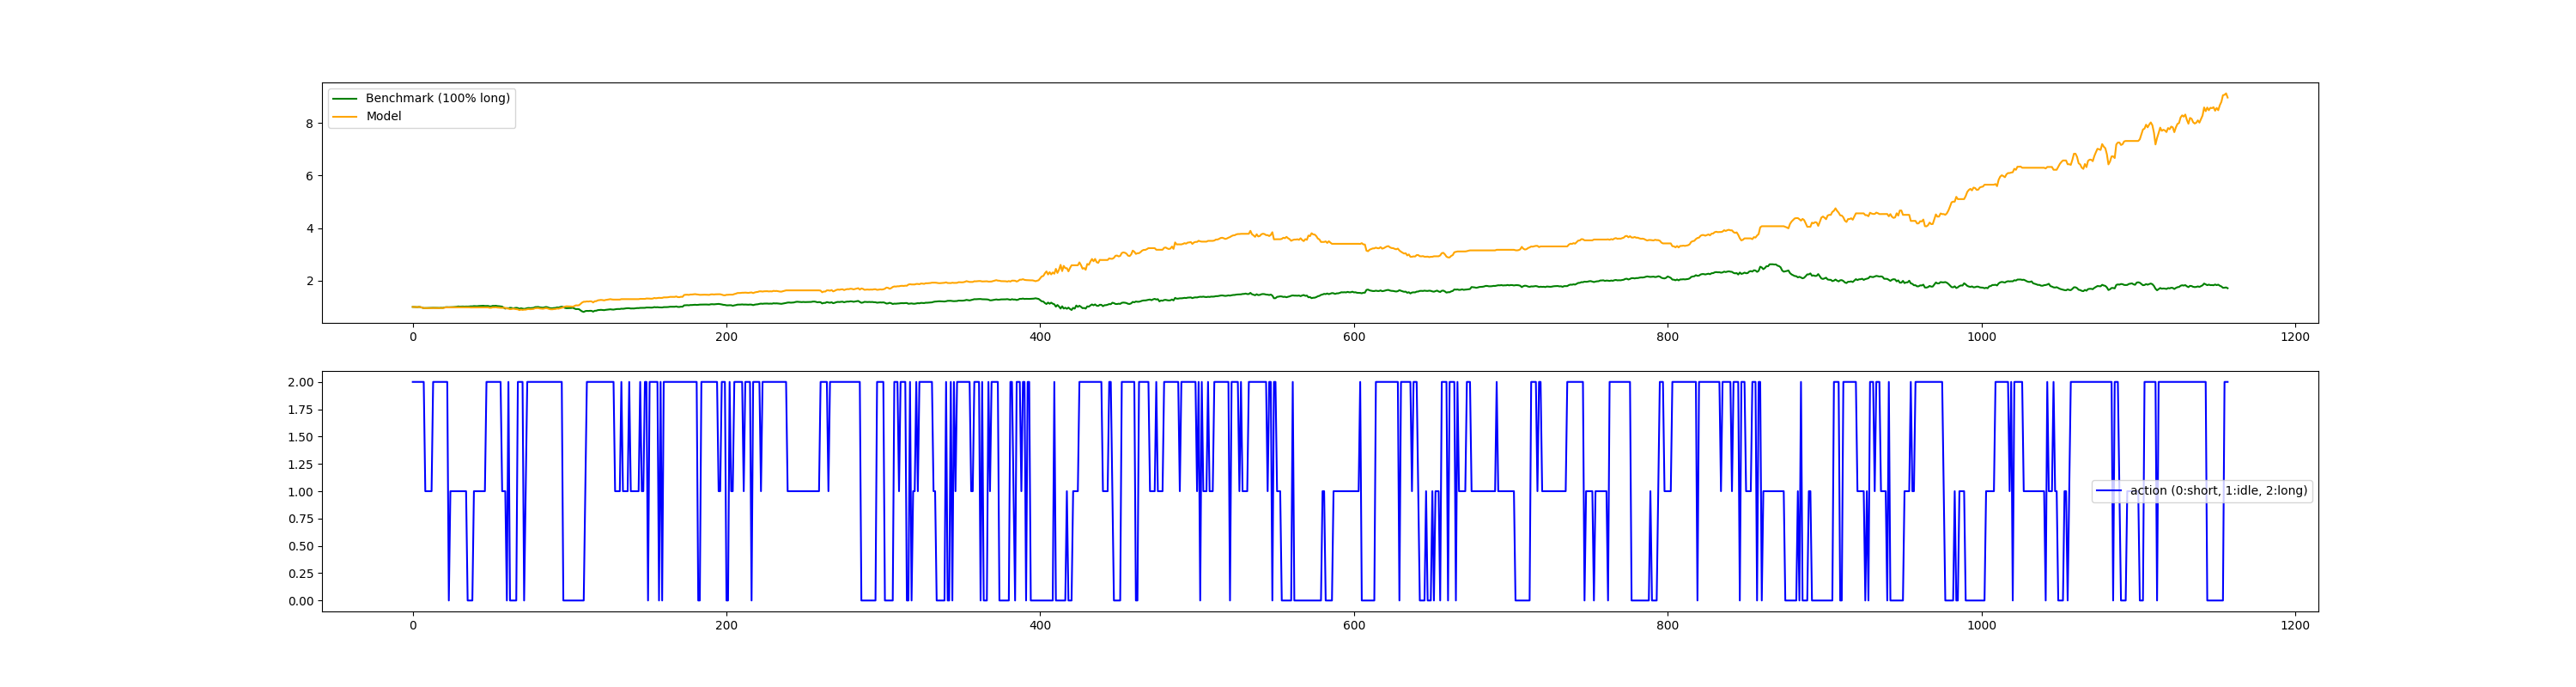 Benchmark (100% long)
Model
8
6
4
2
0 200 400 600 800 1000 1200
2.00
1.75
1.50
1.25
1.00
0.75
0.50
0.25
0.00
action (0:short, 1:idle, 2:long)
0 200 400 600 800 1000 1200